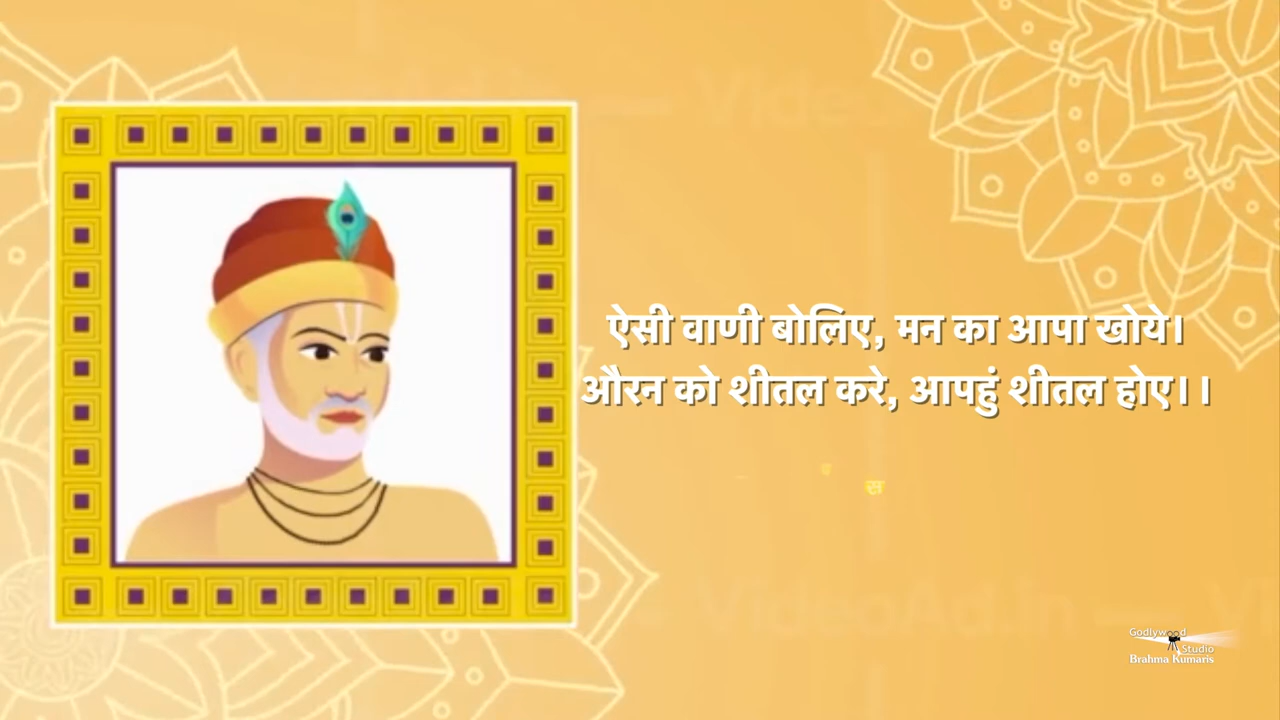 ऐसी वाणी बोलिए, मन का आपा खोये।
औरन को शीतल करे, आपहुं शीतल होए।।
स
Godlywood
Studio
Brahma Kumaris